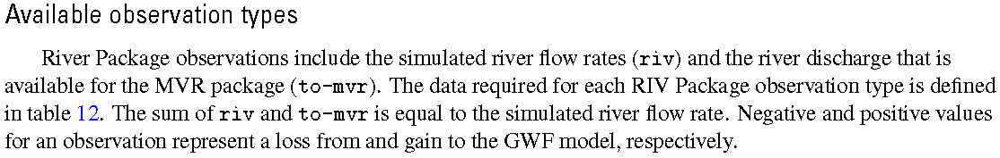 Available observation types
River Package observations include the simulated river flow rates (riv) and the river discharge that is
available for the MVR package (to-mvr). The data required for each RIV Package observation type is defined
in table 12. The sum of riv and to-mvr is equal to the simulated river flow rate. Negative and positive values
for an observation represent a loss from and gain to the GWF model, respectively.